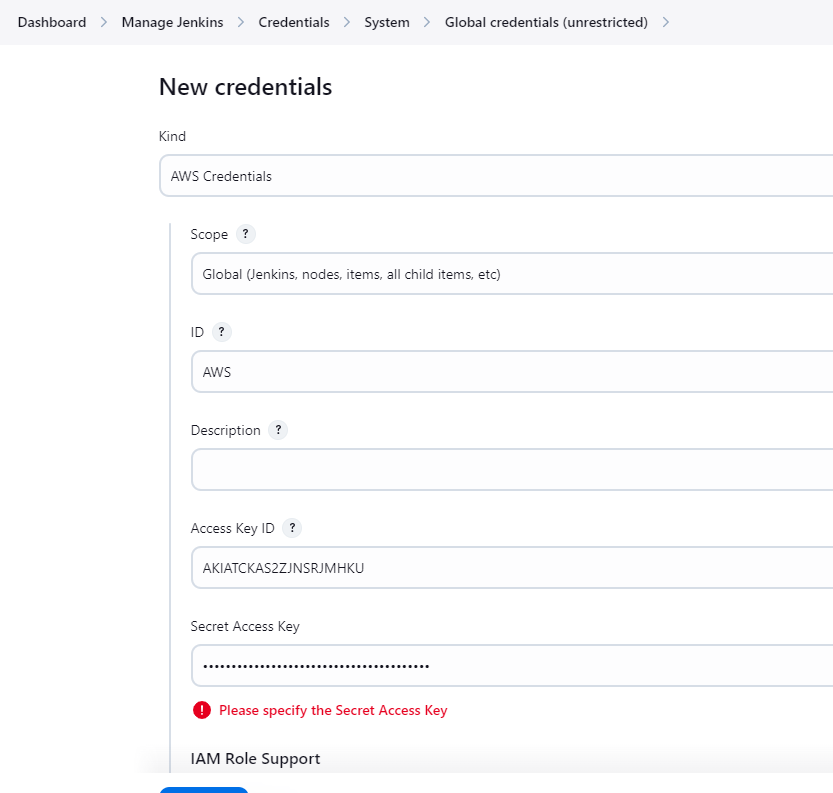 Dashboard > Manage Jenkins > Credentials > System > Global credentials (unrestricted) >
New credentials
Kind
AWS Credentials
Scope ?
Global (Jenkins, nodes, items, all child items, etc)
ID ?
AWS
Description ?
Access Key ID ?
AKIATCKAS2ZJNSRJMHKU
Secret Access Key
••••••••••••••••••••••••••••••••••••••••
! Please specify the Secret Access Key
IAM Role Support